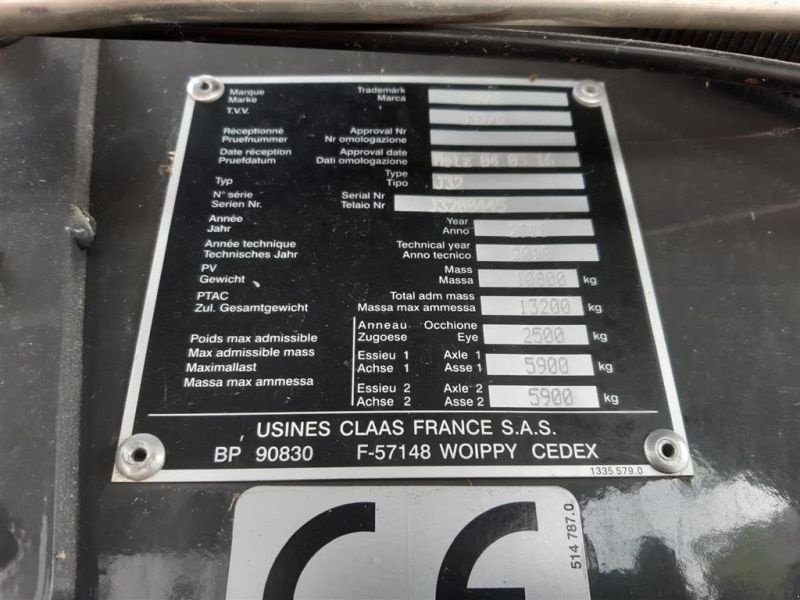 Marque Trademark
Marke Marca
T.V.V.
Réceptionné Approval Nr
Pruefnummer Nr omologazione
Date réception Approval date
Pruefdatum Dati omologazione
Type
Typ Tipo J32
N° série Serial Nr
Serien Nr. Telaio Nr
Année Year
Jahr Anno
Année technique Technical year
Technisches Jahr Anno tecnico
PV Mass
Gewicht Massa 10800 kg
PTAC Total adm mass
Zul. Gesamtgewicht Massa max ammessa 13200 kg
Poids max admissible
Max admissible mass
Maximallast
Massa max ammessa
Anneau Occhione
Zugoese Eye 2500 kg
Essieu 1 Axle 1
Achse 1 Asse 1 5900 kg
Essieu 2 Axle 2
Achse 2 Asse 2 5900 kg
USINES CLAAS FRANCE S.A.S.
BP 90830 F-57148 WOIPPY CEDEX
1335 579.0
CE
514 787.0